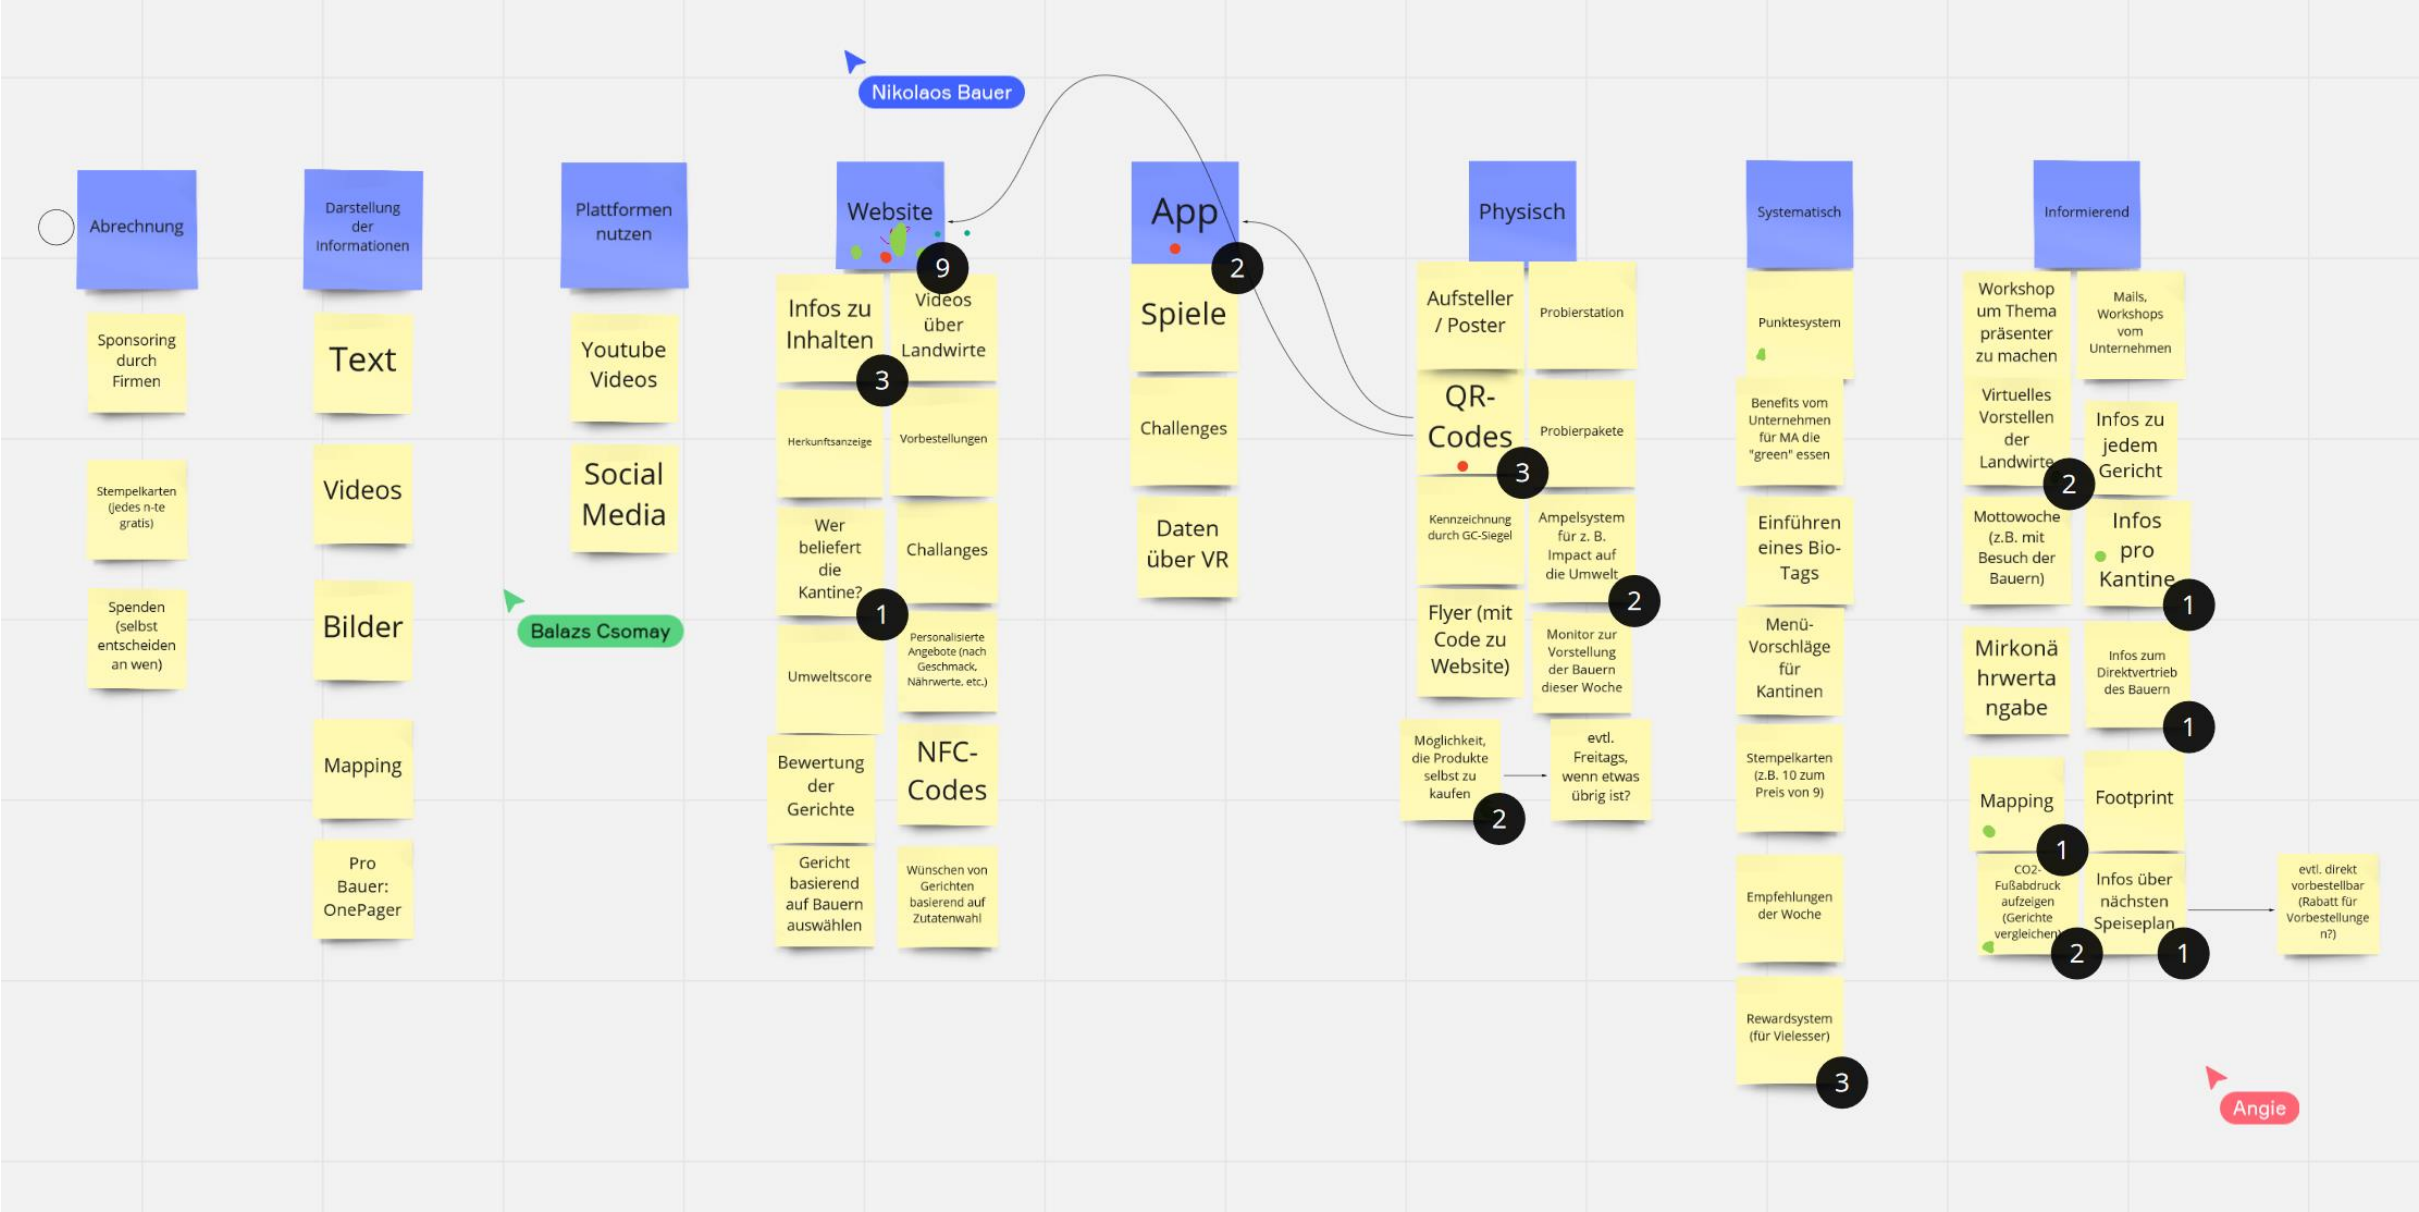 Nikolaos Bauer
Abrechnung
Sponsoring
durch
Firmen
Stempelkarten
(jedes n-te
gratis)
Spenden
(selbst
entscheiden
an wen)
Darstellung
der
Informationen
Text
Videos
Bilder
Mapping
Pro
Bauer:
OnePager
Plattformen
nutzen
Youtube
Videos
Social
Media
Balazs Csomay
Website
9
Infos zu
Inhalten
3
Videos
über
Landwirte
Herkunftsanzeige
Vorbestellungen
Wer
beliefert
die
Kantine?
1
Challanges
Umweltscore
Personalisierte
Angebote (nach
Geschmack,
Nährwerte, etc.)
Bewertung
der
Gerichte
NFC-
Codes
Gericht
basierend
auf Bauern
auswählen
Wünschen von
Gerichten
basierend auf
Zutatenwahl
App
2
Spiele
Challenges
Daten
über VR
Physisch
Aufsteller
/ Poster
Probierstation
QR-
Codes
3
Probierpakete
Kennzeichnung
durch GC-Siegel
Ampelsystem
für z. B.
Impact auf
die Umwelt
2
Flyer (mit
Code zu
Website)
Monitor zur
Vorstellung
der Bauern
dieser Woche
Möglichkeit,
die Produkte
selbst zu
kaufen
2
evtl.
Freitags,
wenn etwas
übrig ist?
Systematisch
Punktesystem
Benefits vom
Unternehmen
für MA die
"green" essen
Einführen
eines Bio-
Tags
Menü-
Vorschläge
für
Kantinen
Stempelkarten
(z.B. 10 zum
Preis von 9)
Empfehlungen
der Woche
Rewardsystem
(für Vielesser)
3
Informierend
Workshop
um Thema
präsenter
zu machen
Mails,
Workshops
vom
Unternehmen
Virtuelles
Vorstellen
der
Landwirte
2
Infos zu
jedem
Gericht
Mottowoche
(z.B. mit
Besuch der
Bauern)
Infos
pro
Kantine
1
Mirkonä
hrwerta
ngabe
Infos zum
Direktvertrieb
des Bauern
1
Mapping
1
Footprint
CO2-
Fußabdruck
aufzeigen
(Gerichte
vergleichen)
2
Infos über
nächsten
Speiseplan
1
evtl. direkt
vorbestellbar
(Rabatt für
Vorbestellunge
n?)
Angie